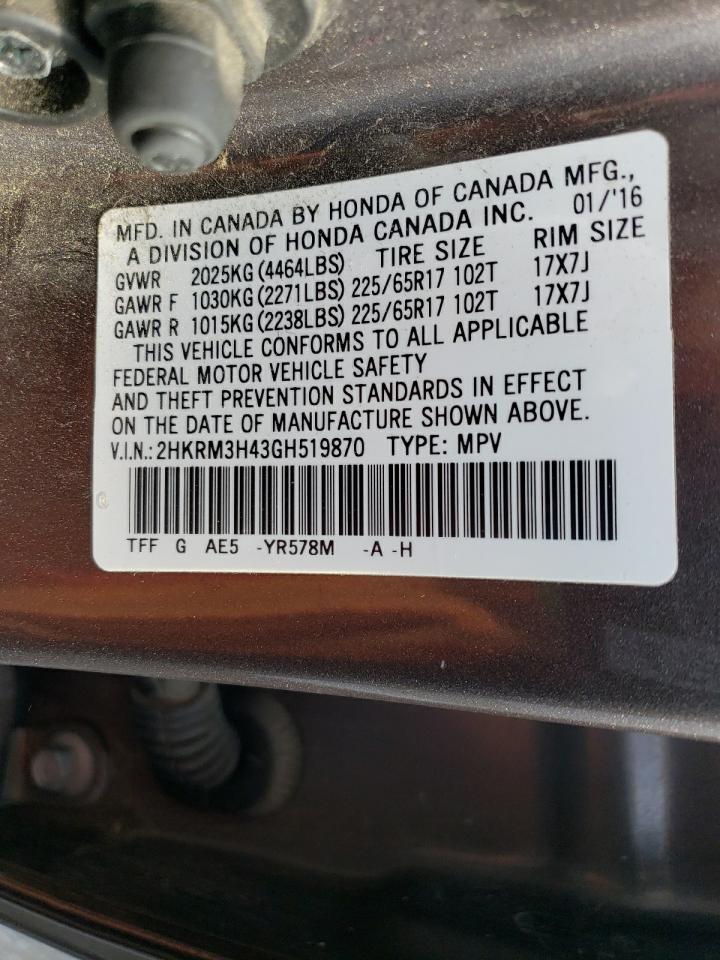 MFD. IN CANADA BY HONDA OF CANADA MFG.,
A DIVISION OF HONDA CANADA INC. 01/'16
GVWR 2025KG(4464LBS) TIRE SIZE RIM SIZE
GAWR F 1030KG(2271LBS) 225/65R17 102T 17X7J
GAWR R 1015KG(2238LBS) 225/65R17 102T 17X7J
THIS VEHICLE CONFORMS TO ALL APPLICABLE
FEDERAL MOTOR VEHICLE SAFETY
AND THEFT PREVENTION STANDARDS IN EFFECT
ON THE DATE OF MANUFACTURE SHOWN ABOVE.
V.I.N.: 2HKRM3H43GH519870 TYPE: MPV
TFF G AE5 -YR578M -A -H